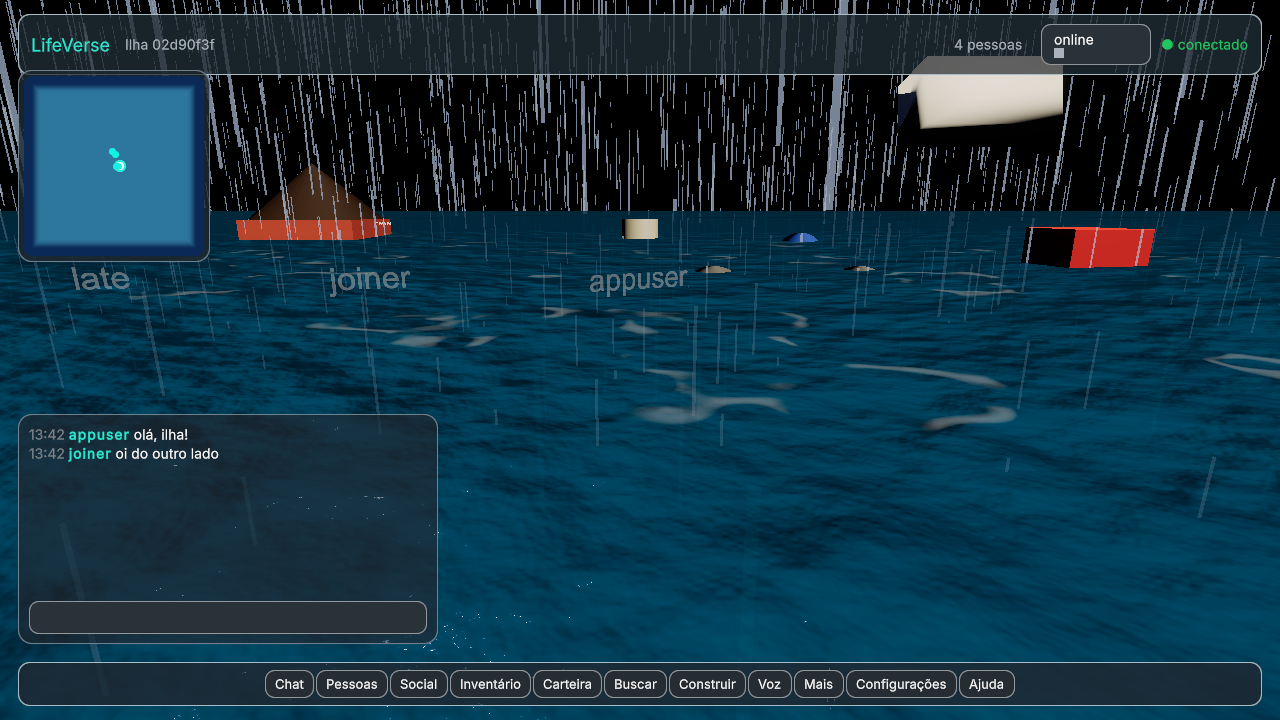 LifeVerse Ilha 02d90f3f
4 pessoas
online
conectado
late
joiner
appuser
13:42 appuser olá, ilha!
13:42 joiner oi do outro lado
Chat
Pessoas
Social
Inventário
Carteira
Buscar
Construir
Voz
Mais
Configurações
Ajuda